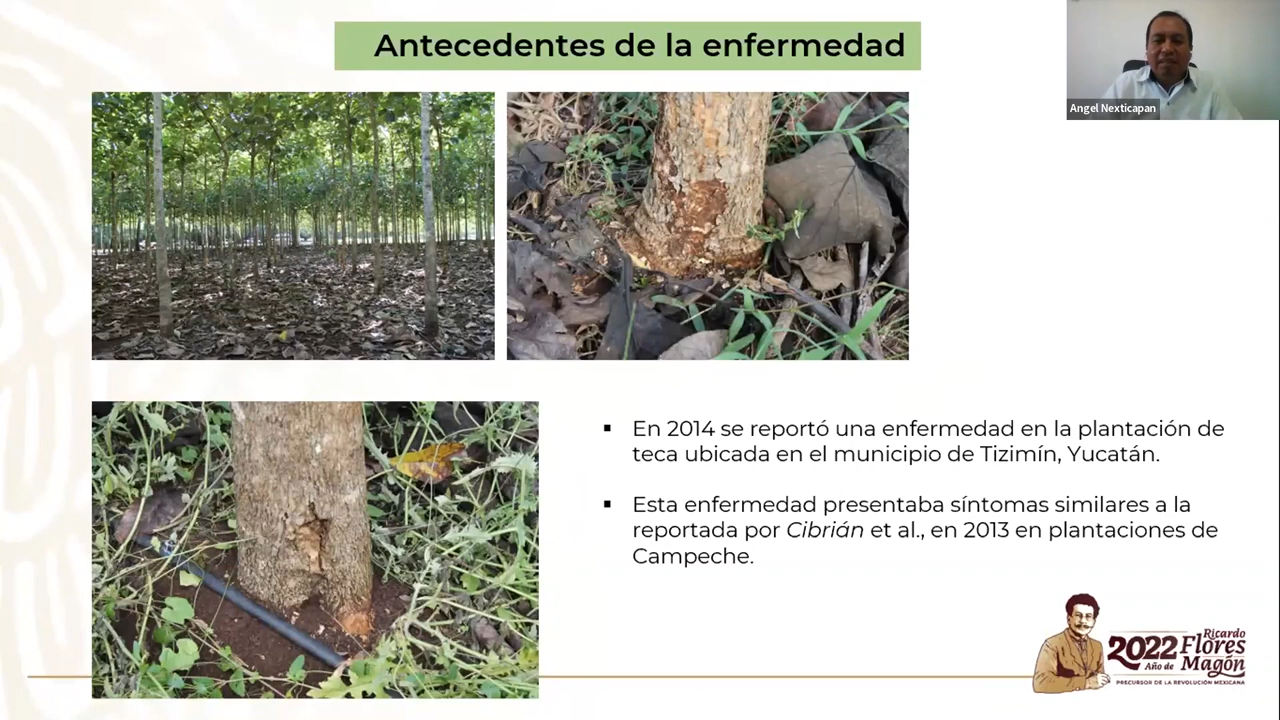 Antecedentes de la enfermedad
Angel Nexticapan
▪ En 2014 se reportó una enfermedad en la plantación de
teca ubicada en el municipio de Tizimín, Yucatán.
▪ Esta enfermedad presentaba síntomas similares a la
reportada por Cibrián et al., en 2013 en plantaciones de
Campeche.
2022 Ricardo
Flores
Año de Magón
PRECURSOR DE LA REVOLUCIÓN MEXICANA